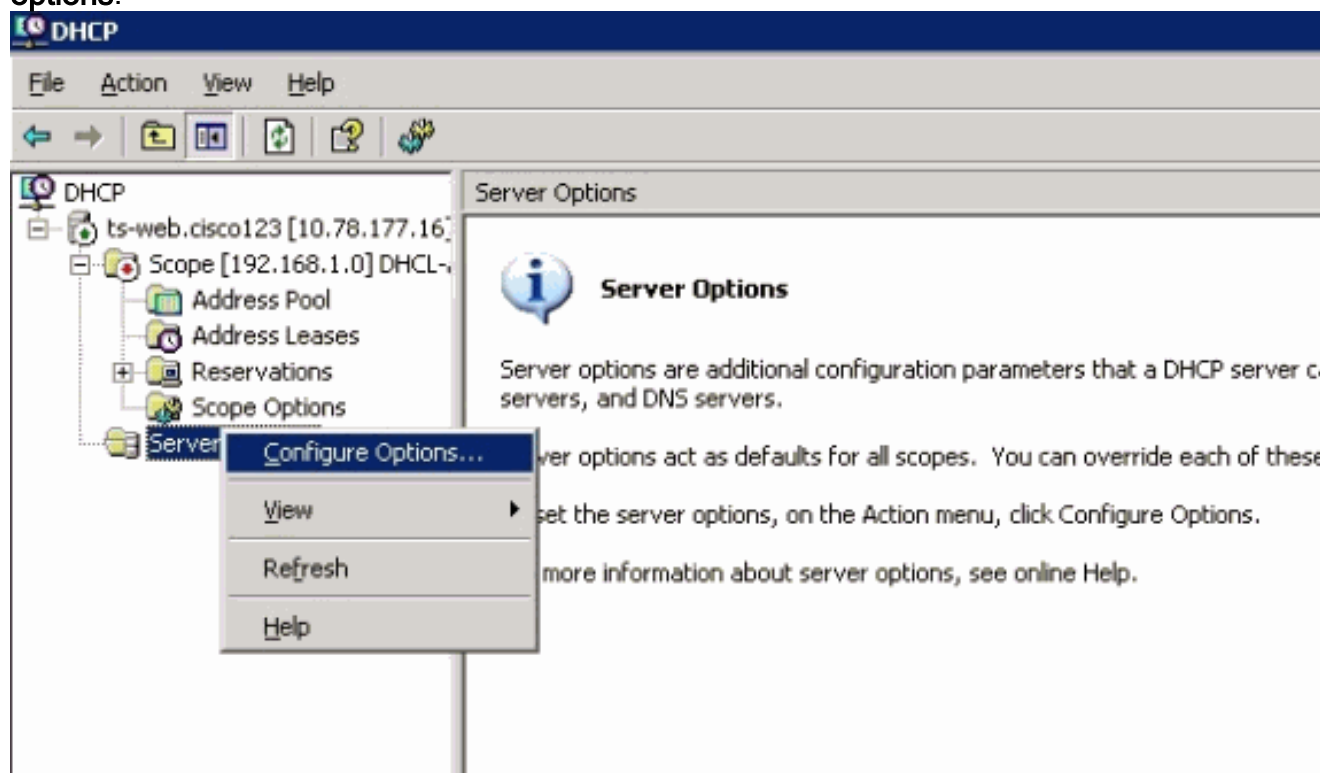 options.
DHCP
File Action View Help
DHCP
ts-web.cisco123 [10.78.177.16]
Scope [192.168.1.0] DHCL-
Address Pool
Address Leases
Reservations
Scope Options
Server
Configure Options...
View
Refresh
Help
Server Options
Server Options
Server options are additional configuration parameters that a DHCP server
servers, and DNS servers.
ver options act as defaults for all scopes. You can override each of these
set the server options, on the Action menu, click Configure Options.
more information about server options, see online Help.